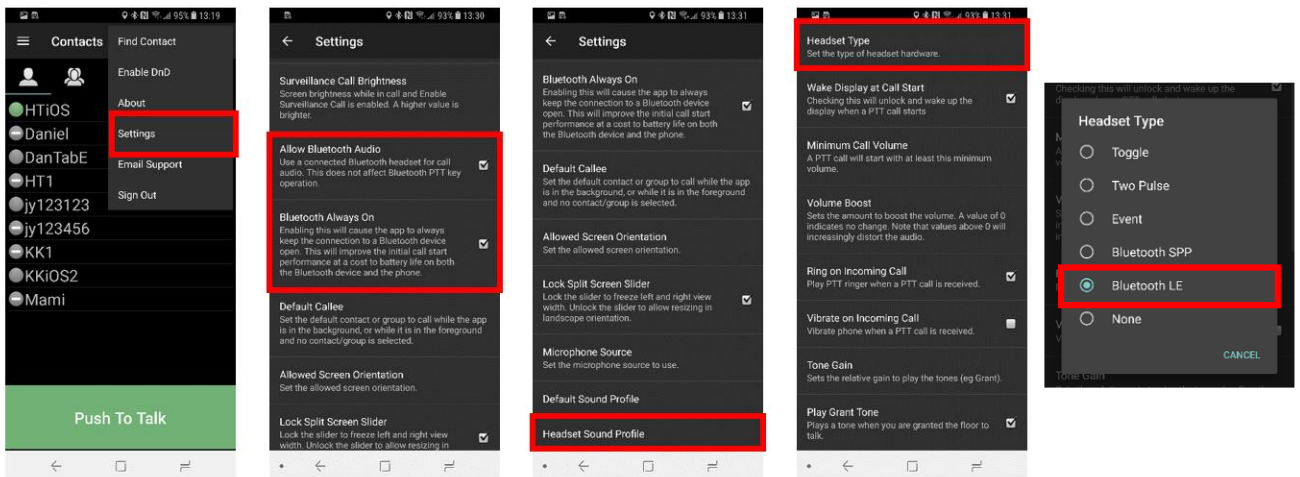 95% 13:19
Contacts
Find Contact
Enable DnD
About
Settings
Email Support
Sign Out
HTiOS
Daniel
DanTabE
HT1
jy123123
jy123456
KK1
KKiOS2
Mami
Push To Talk
93% 13:30
Settings
Surveillance Call Brightness
Screen brightness while in call and Enable
Surveillance Call is enabled. A higher value is
brighter.
Allow Bluetooth Audio
Use a connected Bluetooth headset for call
audio. This does not affect Bluetooth PTT key
operation.
Bluetooth Always On
Enabling this will cause the app to always
keep the connection to a Bluetooth device
open. This will improve the initial call start
performance at a cost to battery life on both
the Bluetooth device and the phone.
Default Callee
Set the default contact or group to call while the app
is in the background, or while it is in the foreground
and no contact/group is selected.
Allowed Screen Orientation
Set the allowed screen orientation.
Lock Split Screen Slider
Lock the slider to freeze left and right view
width. Unlock the slider to allow resizing in
93% 13:31
Settings
Bluetooth Always On
Enabling this will cause the app to always
keep the connection to a Bluetooth device
open. This will improve the initial call start
performance at a cost to battery life on both
the Bluetooth device and the phone.
Default Callee
Set the default contact or group to call while the app
is in the background, or while it is in the foreground
and no contact/group is selected.
Allowed Screen Orientation
Set the allowed screen orientation.
Lock Split Screen Slider
Lock the slider to freeze left and right view
width. Unlock the slider to allow resizing in
landscape orientation.
Microphone Source
Set the microphone source to use.
Default Sound Profile
Headset Sound Profile
93% 13:31
Headset Type
Set the type of headset hardware.
Wake Display at Call Start
Checking this will unlock and wake up the
display when a PTT call starts
Minimum Call Volume
A PTT call will start with at least this minimum
volume.
Volume Boost
Sets the amount to boost the volume. A value of 0
indicates no change. Note that values above 0 will
increasingly distort the audio.
Ring on Incoming Call
Play PTT ringer when a PTT call is received.
Vibrate on Incoming Call
Vibrate phone when a PTT call is received.
Tone Gain
Sets the relative gain to play the tones (eg Grant).
Play Grant Tone
Plays a tone when you are granted the floor to
talk.
Checking this will unlock and wake up the
Headset Type
Toggle
Two Pulse
Event
Bluetooth SPP
Bluetooth LE
None
CANCEL
Tone Gain